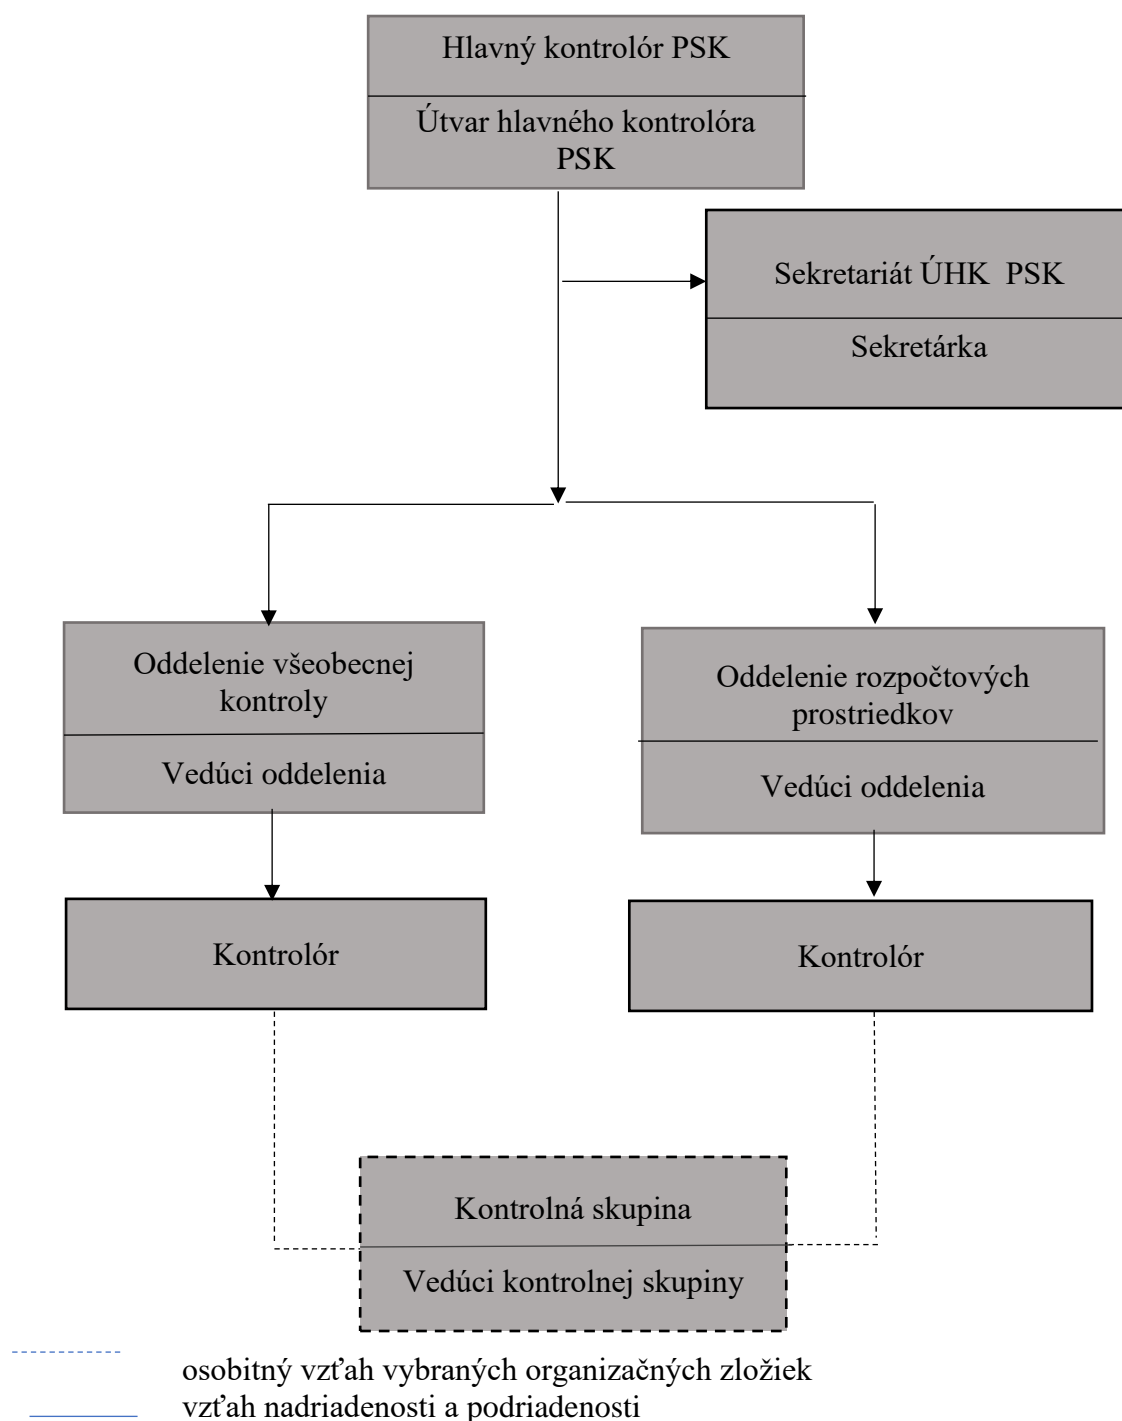 Hlavný kontrolór PSK
Útvar hlavného kontrolóra
PSK
Sekretariát ÚHK PSK
Sekretárka
Oddelenie všeobecnej
kontroly
Vedúci oddelenia
Oddelenie rozpočtových
prostriedkov
Vedúci oddelenia
Kontrolór
Kontrolór
Kontrolná skupina
Vedúci kontrolnej skupiny
osobitný vzťah vybraných organizačných zložiek
vzťah nadriadenosti a podriadenosti